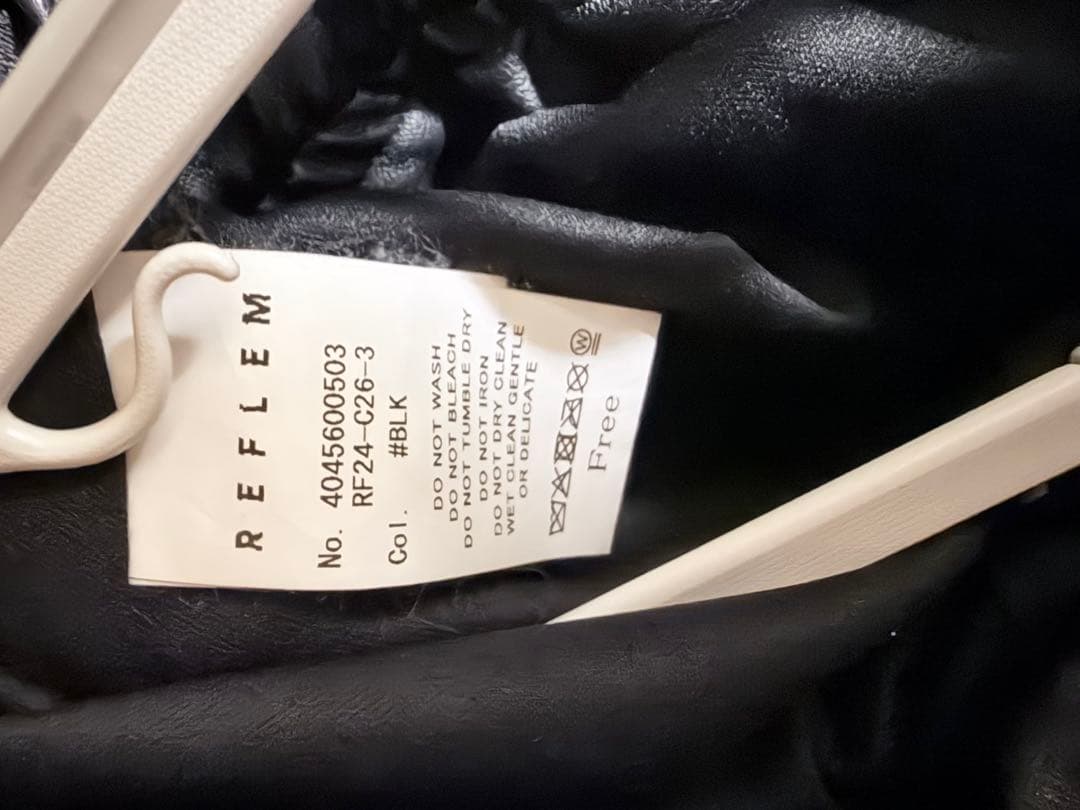 REFLEM
No. 4045600503
RF24-C26-3
Col. #BLK
DO NOT WASH
DO NOT BLEACH
DO NOT TUMBLE DRY
DO NOT IRON
DO NOT DRY CLEAN
WET CLEAN GENTLE
OR DELICATE
W
Free